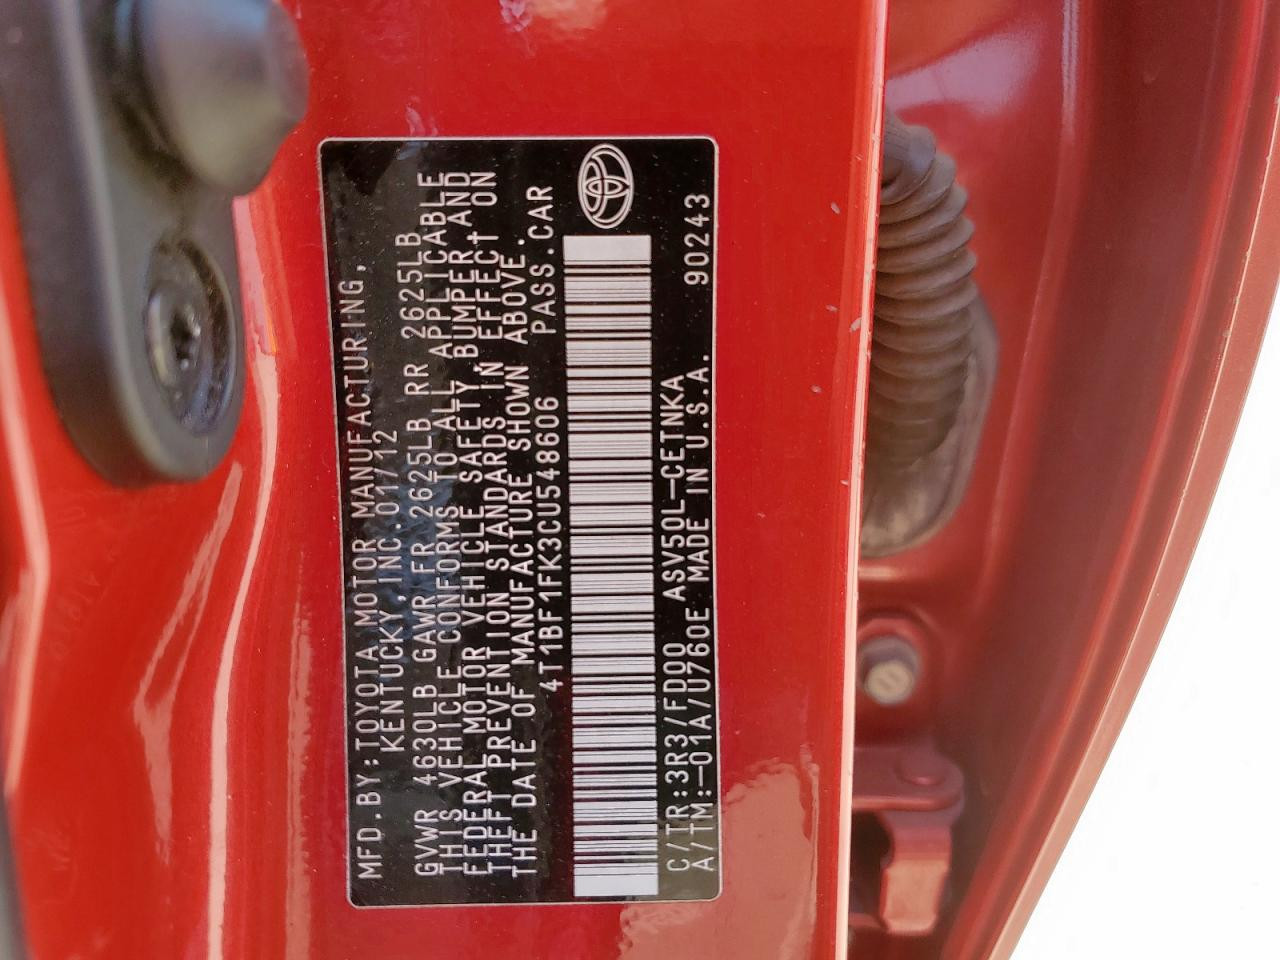 MFD.BY:TOYOTA MOTOR MANUFACTURING,
KENTUCKY,INC.01/12
GVWR 4630LB GAWR FR 2625LB RR 2625LB
THIS VEHICLE CONFORMS TO ALL APPLICABLE
FEDERAL MOTOR VEHICLE SAFETY,BUMPER,AND
THEFT PREVENTION STANDARDS IN EFFECT ON
THE DATE OF MANUFACTURE SHOWN ABOVE.
4T1BF1FK3CU548606 PASS.CAR
C/TR:3R3/FD00 ASV50L-CETNKA
A/TM:-01A/U760E MADE IN U.S.A. 90243